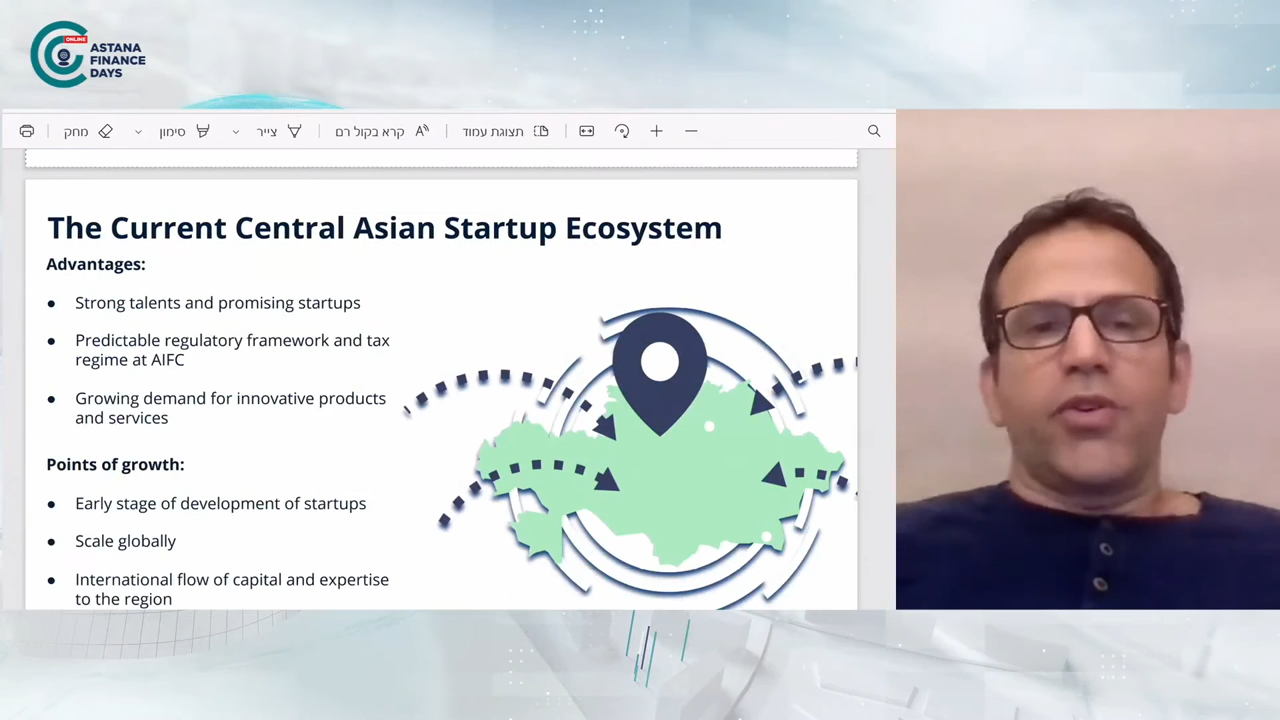 ONLINE
ASTANA
FINANCE
DAYS
מחק
סימון
צייר
קרא בקול רם
תצוגת עמוד
The Current Central Asian Startup Ecosystem
Advantages:
● Strong talents and promising startups
● Predictable regulatory framework and tax
regime at AIFC
● Growing demand for innovative products
and services
Points of growth:
● Early stage of development of startups
● Scale globally
● International flow of capital and expertise
to the region